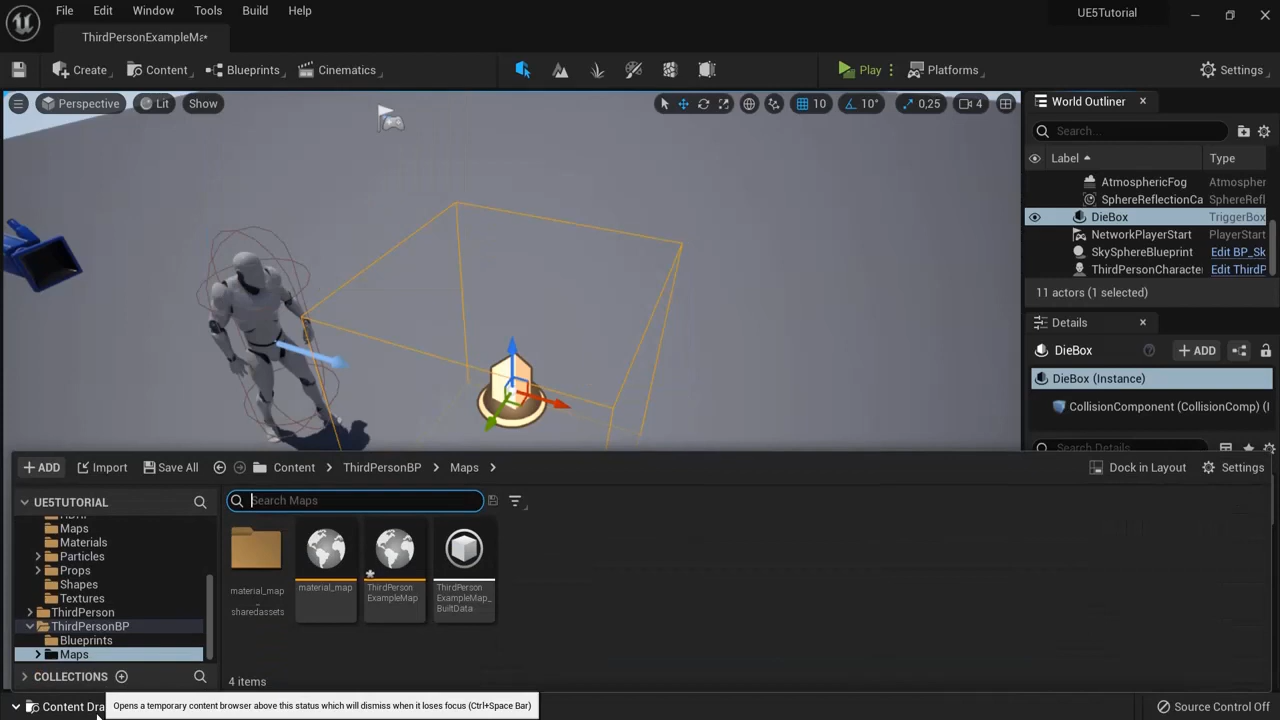 File Edit Window Tools Build Help
UE5Tutorial
ThirdPersonExampleMa•
Create Content Blueprints Cinematics Play Platforms Settings
Perspective Lit Show 10 10° 0,25 4
World Outliner
Search...
Label Type
AtmosphericFog Atmospher
SphereReflectionCa SphereRefl
DieBox TriggerBox
NetworkPlayerStart PlayerStart
SkySphereBlueprint Edit BP_Sk
ThirdPersonCharacter Edit ThirdP
11 actors (1 selected)
Details
DieBox ADD
DieBox (Instance)
CollisionComponent (CollisionComp) (I
Search Details
ADD Import Save All Content ThirdPersonBP Maps Dock in Layout Settings
UE5TUTORIAL
Maps
Materials
Particles
Props
Shapes
Textures
ThirdPerson
ThirdPersonBP
Blueprints
Maps
COLLECTIONS
Search Maps
material_map
_
sharedassets
material_map
ThirdPerson
ExampleMap
ThirdPerson
ExampleMap_
BuiltData
4 items
Content Dra
Opens a temporary content browser above this status which will dismiss when it loses focus (Ctrl+Space Bar)
Source Control Off